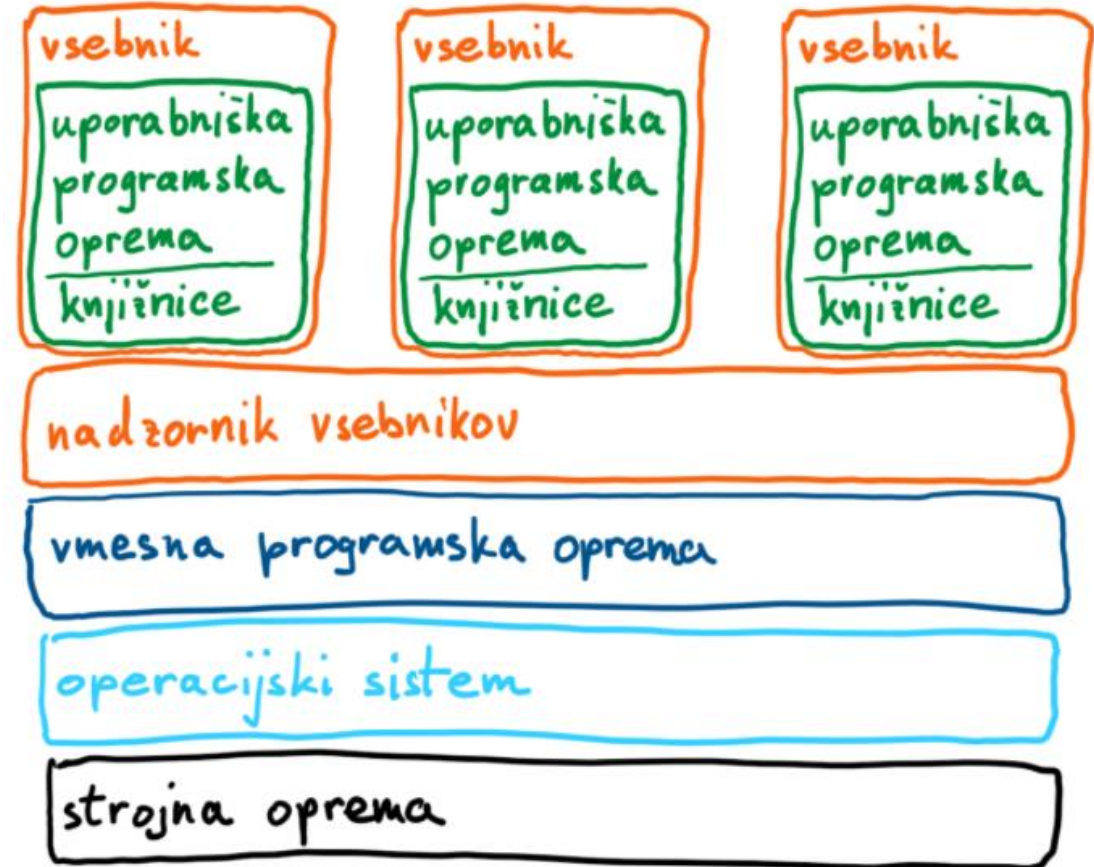 vsebnik
uporabniška
programska
oprema
knjižnice
vsebnik
uporabniška
programska
oprema
knjižnice
vsebnik
uporabniška
programska
oprema
knjižnice
nadzornik vsebnikov
vmesna programska oprema
operacijski sistem
strojna oprema